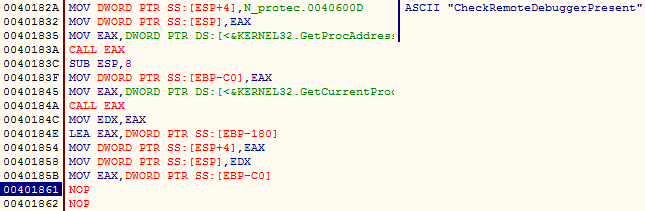 0040182A MOV DWORD PTR SS:[ESP+4],N_protec.0040600D ASCII "CheckRemoteDebuggerPresent"
00401832 MOV DWORD PTR SS:[ESP],EAX
00401835 MOV EAX,DWORD PTR DS:[<&KERNEL32.GetProcAddress
0040183A CALL EAX
0040183C SUB ESP,8
0040183F MOV DWORD PTR SS:[EBP-C0],EAX
00401845 MOV EAX,DWORD PTR DS:[<&KERNEL32.GetCurrentProc
0040184A CALL EAX
0040184C MOV EDX,EAX
0040184E LEA EAX,DWORD PTR SS:[EBP-180]
00401854 MOV DWORD PTR SS:[ESP+4],EAX
00401858 MOV DWORD PTR SS:[ESP],EDX
0040185B MOV EAX,DWORD PTR SS:[EBP-C0]
00401861 NOP
00401862 NOP